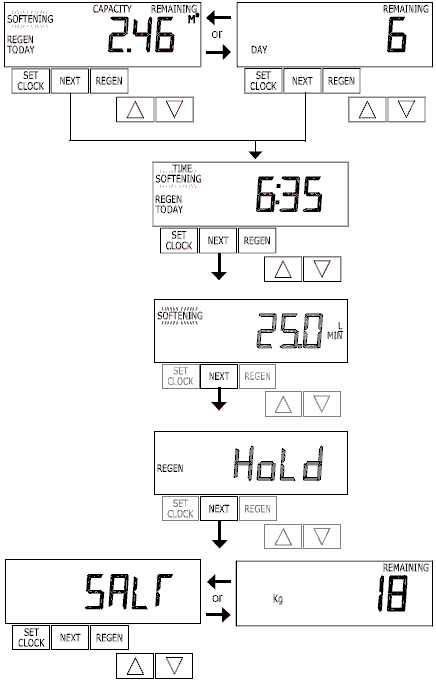 CAPACITY REMAINING
SOFTENING
2.46 M³
REGEN
TODAY
or
REMAINING
6
DAY
SET
CLOCK
NEXT
REGEN
SET
CLOCK
NEXT
REGEN
TIME
SOFTENING
6:35
REGEN
TODAY
SET
CLOCK
NEXT
REGEN
SOFTENING
25.0 L
MIN
SET
CLOCK
NEXT
REGEN
HoLd
REGEN
SET
CLOCK
NEXT
REGEN
SALT
or
REMAINING
Kg 18
SET
CLOCK
NEXT
REGEN